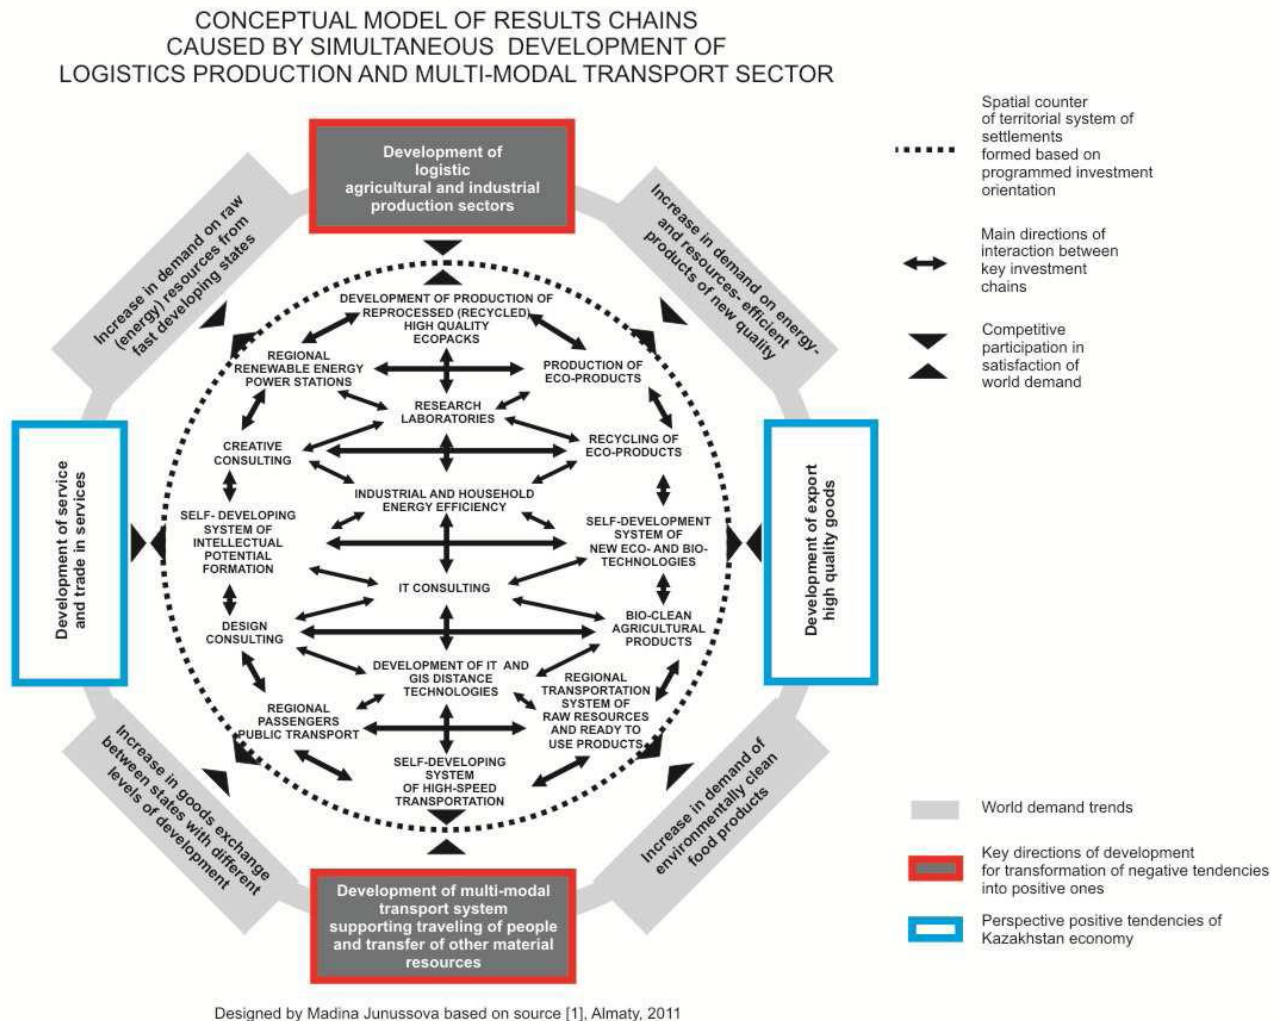 CONCEPTUAL MODEL OF RESULTS CHAINS
CAUSED BY SIMULTANEOUS DEVELOPMENT OF
LOGISTICS PRODUCTION AND MULTI-MODAL TRANSPORT SECTOR
Development of
logistic
agricultural and industrial
production sectors
Increase in demand on raw
(energy) resources from
fast developing states
Increase in demand on energy-
and resources- efficient
products of new quality
Development of service
and trade in services
Development of export
high quality goods
Increase in goods exchange
between states with different
levels of development
Increase in demand of
environmentally clean
food products
Development of multi-modal
transport system
supporting traveling of people
and transfer of other material
resources
DEVELOPMENT OF PRODUCTION OF
REPROCESSED (RECYCLED)
HIGH QUALITY
ECOPACKS
REGIONAL
RENEWABLE ENERGY
POWER STATIONS
PRODUCTION OF
ECO-PRODUCTS
RESEARCH
LABORATORIES
CREATIVE
CONSULTING
RECYCLING OF
ECO-PRODUCTS
INDUSTRIAL AND HOUSEHOLD
ENERGY EFFICIENCY
SELF- DEVELOPING
SYSTEM OF
INTELLECTUAL
POTENTIAL
FORMATION
SELF-DEVELOPMENT
SYSTEM OF
NEW ECO- AND BIO-
TECHNOLOGIES
IT CONSULTING
DESIGN
CONSULTING
BIO-CLEAN
AGRICULTURAL
PRODUCTS
DEVELOPMENT OF IT AND
GIS DISTANCE
TECHNOLOGIES
REGIONAL
PASSENGERS
PUBLIC TRANSPORT
REGIONAL
TRANSPORTATION
SYSTEM OF
RAW RESOURCES
AND READY TO
USE PRODUCTS
SELF-DEVELOPING
SYSTEM
OF HIGH-SPEED
TRANSPORTATION
Spatial counter
of territorial system of
settlements
formed based on
programmed investment
orientation
Main directions of
interaction between
key investment
chains
Competitive
participation in
satisfaction of
world demand
World demand trends
Key directions of development
for transformation of negative tendencies
into positive ones
Perspective positive tendencies of
Kazakhstan economy
Designed by Madina Junussova based on source [1], Almaty, 2011